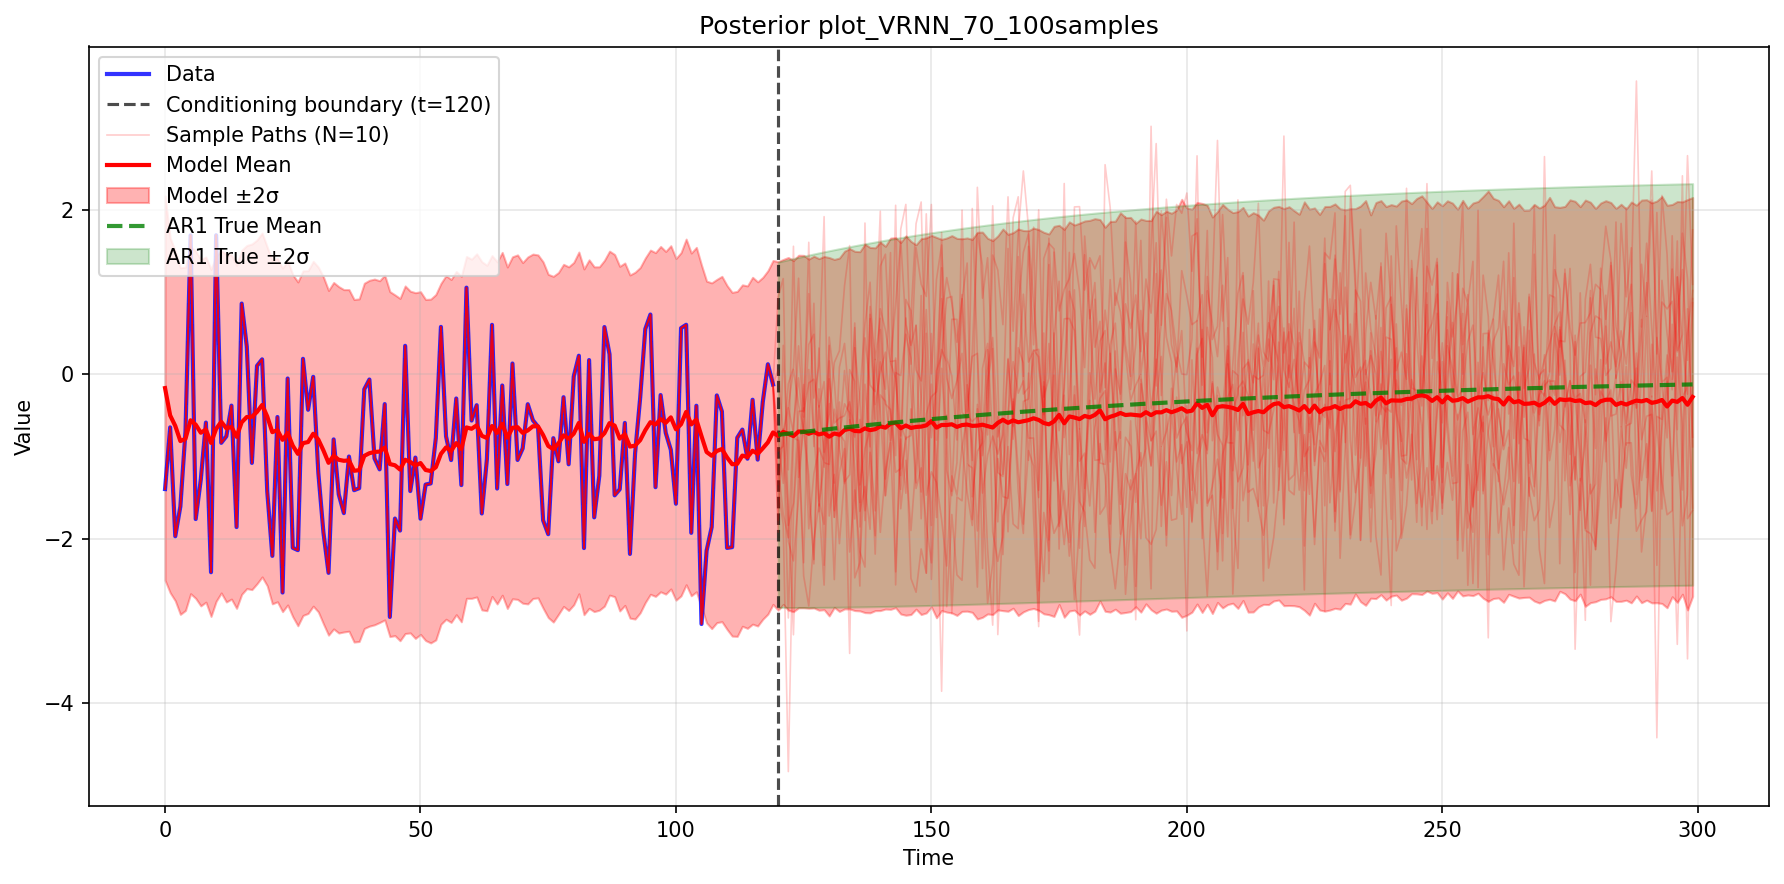 Posterior plot_VRNN_70_100samples
Data
Conditioning boundary (t=120)
Sample Paths (N=10)
Model Mean
Model ±2σ
AR1 True Mean
AR1 True ±2σ
Value
2
0
−2
−4
0
50
100
150
200
250
300
Time